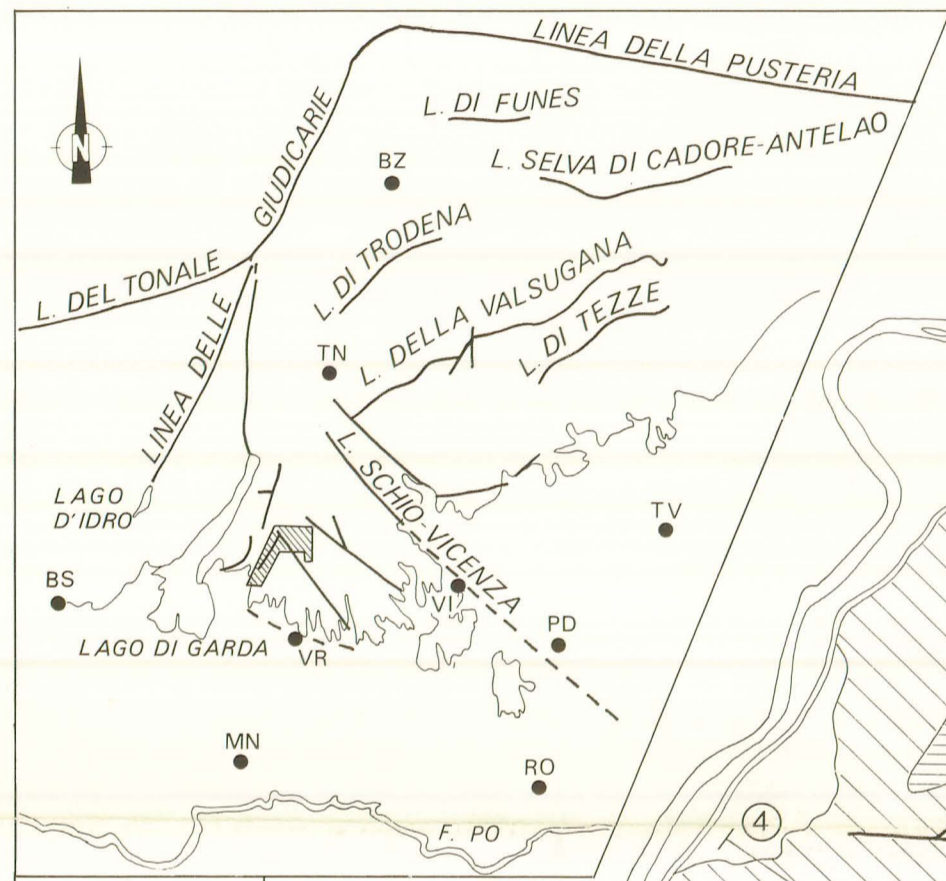 LINEA DELLA PUSTERIA
L. DI FUNES
L. SELVA DI CADORE-ANTELAO
N
BZ
GIUDICARIE
L. DI TRODENA
L. DEL TONALE
L. DELLA VALSUGANA
L. DI TEZZE
LINEA DELLE
TN
L. SCHIO-VICENZA
LAGO
D'IDRO
TV
BS
VI
PD
LAGO DI GARDA
VR
MN
RO
F. PO
4